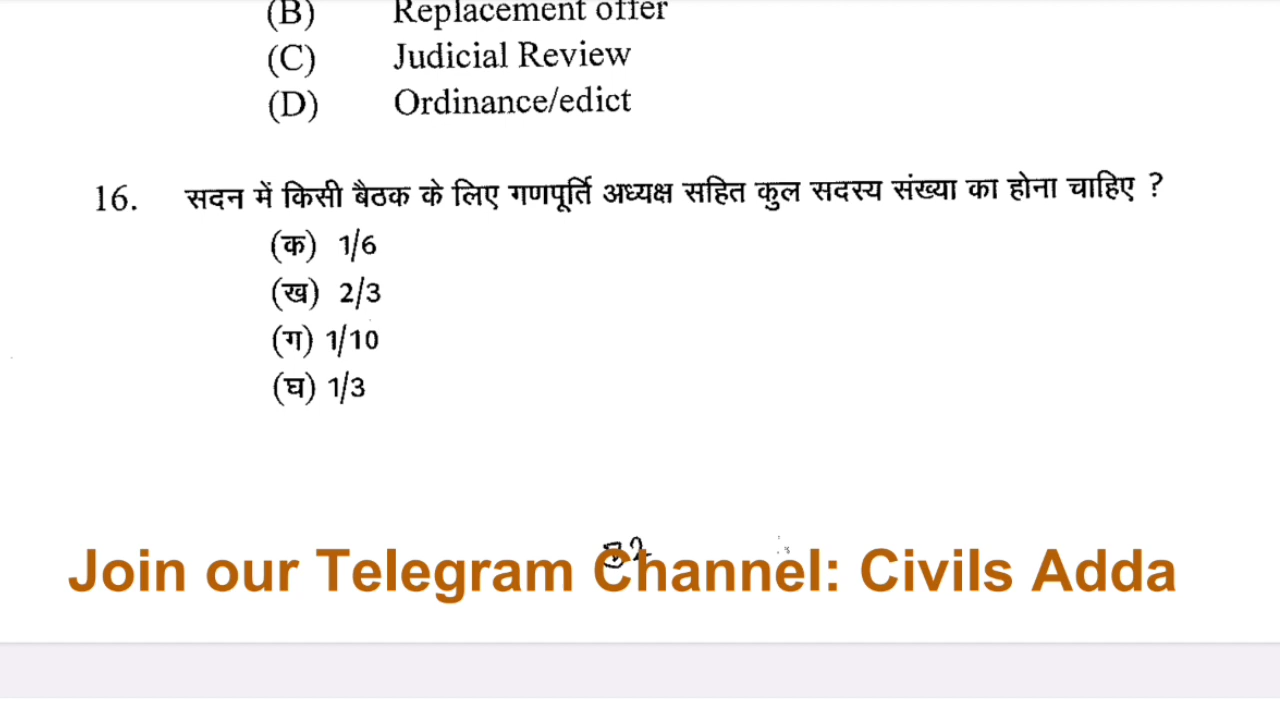 (B) Replacement offer
(C) Judicial Review
(D) Ordinance/edict
16. सदन में किसी बैठक के लिए गणपूर्ति अध्यक्ष सहित कुल सदस्य संख्या का होना चाहिए ?
(क) 1/6
(ख) 2/3
(ग) 1/10
(घ) 1/3
Join our Telegram Channel: Civils Adda